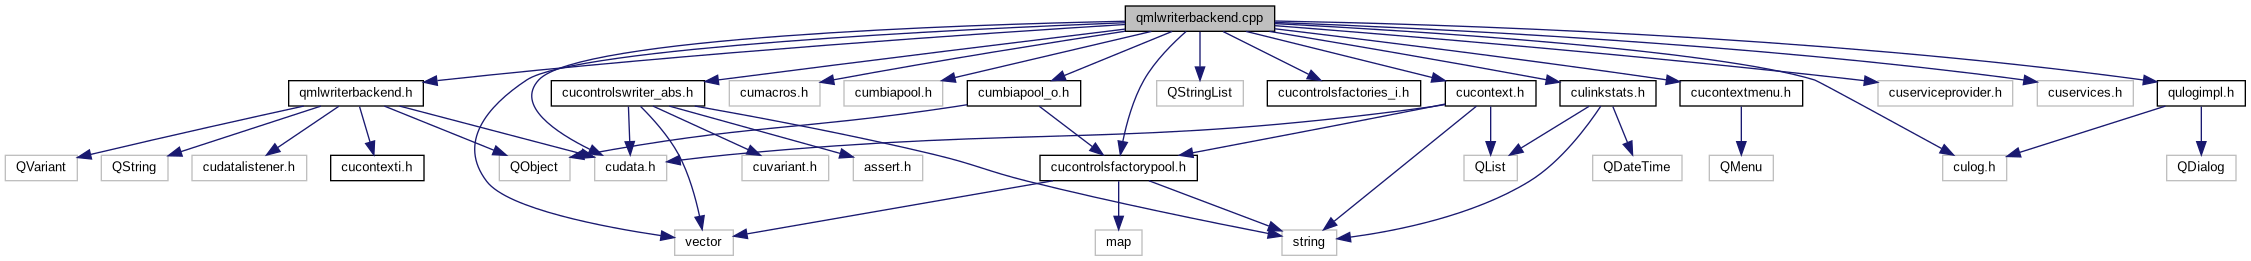 qmlwriterbackend.cpp
qmlwriterbackend.h
cucontrolswriter_abs.h
cumacros.h
cumbiapool.h
cumbiapool_o.h
QStringList
cucontrolsfactories_i.h
cucontext.h
culinkstats.h
cucontextmenu.h
cuserviceprovider.h
cuservices.h
qulogimpl.h
QVariant
QString
cudatalistener.h
cucontexti.h
QObject
cudata.h
cuvariant.h
assert.h
cucontrolsfactorypool.h
QList
QDateTime
QMenu
culog.h
QDialog
vector
map
string